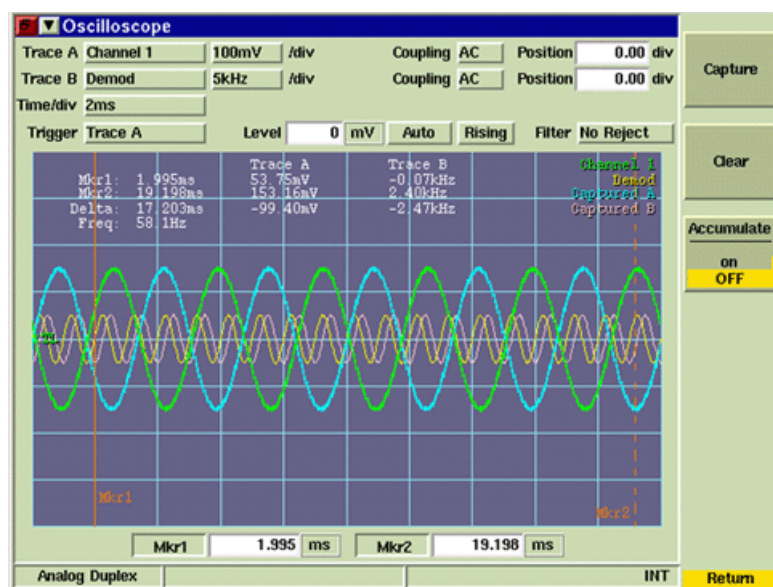 Oscilloscope
Trace A Channel 1 100mV /div Coupling AC Position 0.00 div
Trace B Demod 5kHz /div Coupling AC Position 0.00 div
Time/div 2ms
Trigger Trace A Level 0 mV Auto Rising Filter No Reject
Trace A Trace B Channel 1
Mkr1: 1.995ms 53.75mV -0.07kHz Demod
Mkr2: 19.198ms 153.16mV 2.40kHz Captured A
Delta: 17.203ms -99.40mV -2.47kHz Captured B
Freq: 58.1Hz
Mkr1
Mkr2
Mkr1 1.995 ms Mkr2 19.198 ms
Analog Duplex INT
Capture
Clear
Accumulate
on
OFF
Return